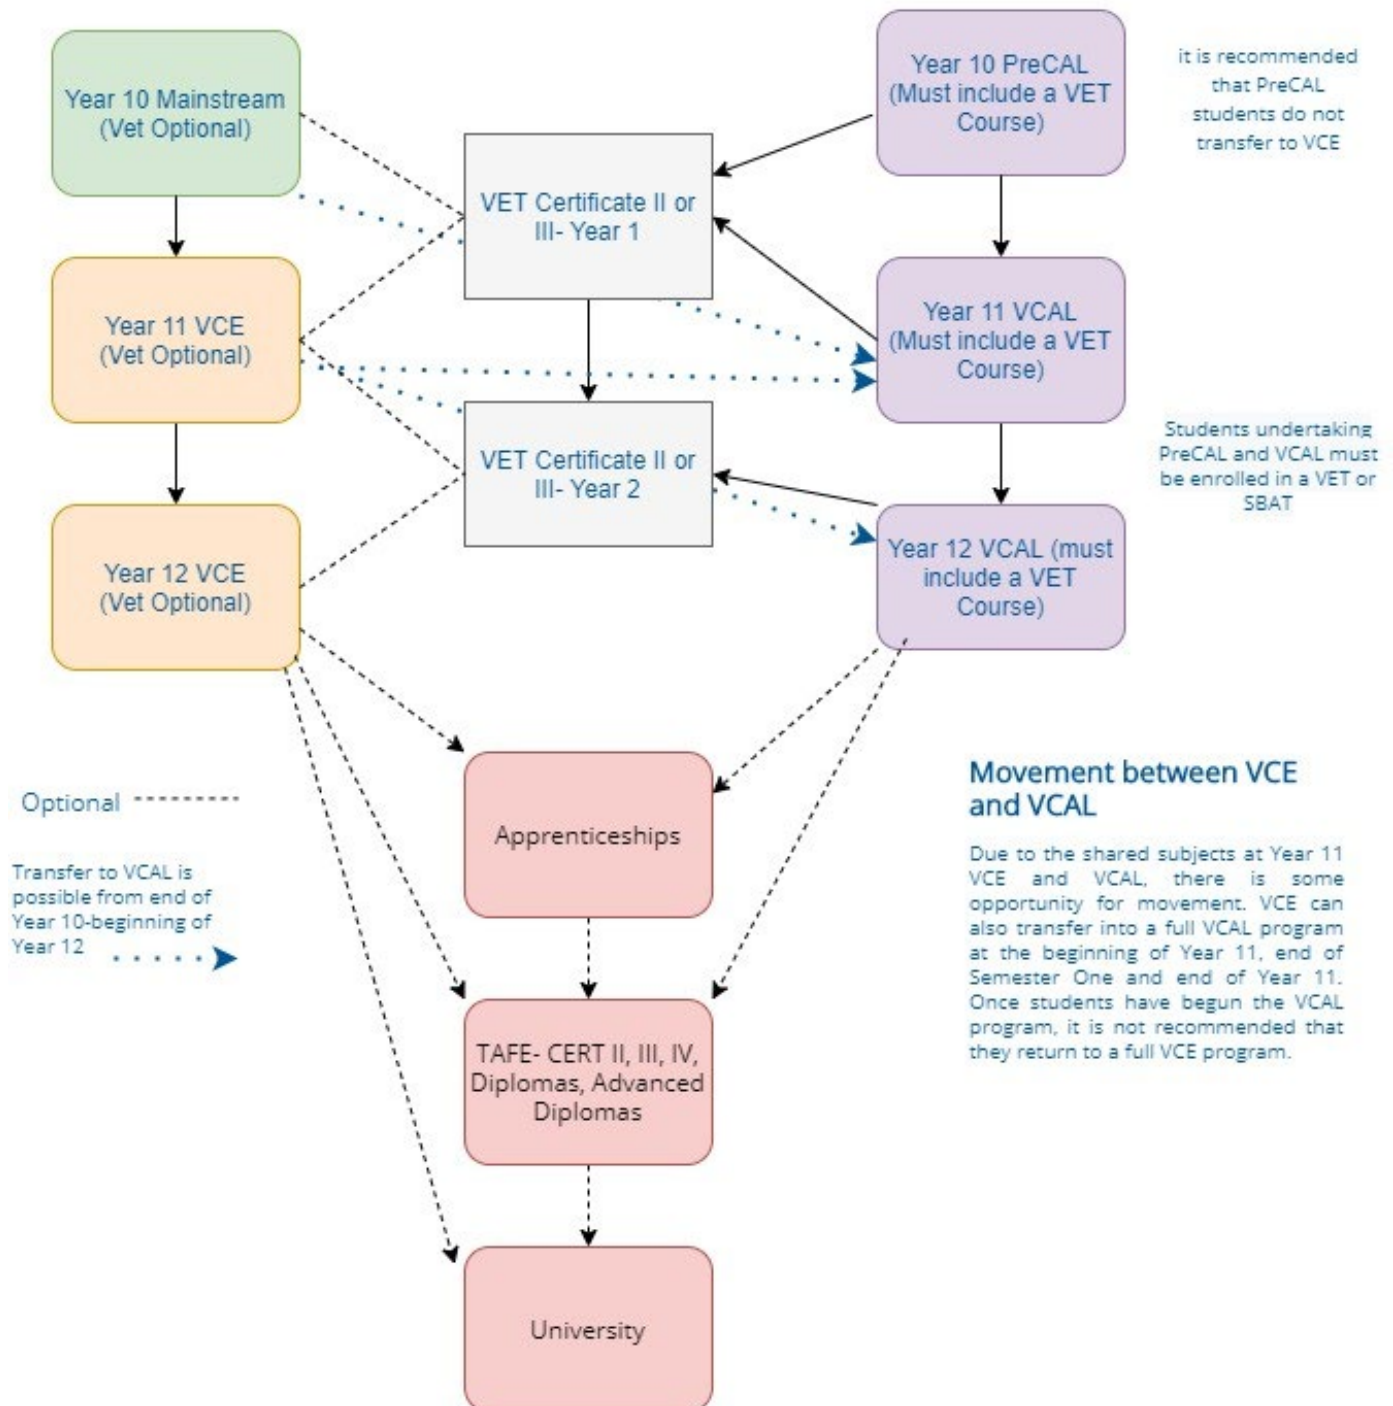 Year 10 Mainstream
(Vet Optional)
Year 10 PreCAL
(Must include a VET
Course)
it is recommended
that PreCAL
students do not
transfer to VCE
VET Certificate II or
III- Year 1
Year 11 VCE
(Vet Optional)
Year 11 VCAL
(Must include a VET
Course)
VET Certificate II or
III- Year 2
Students undertaking
PreCAL and VCAL must
be enrolled in a VET or
SBAT
Year 12 VCE
(Vet Optional)
Year 12 VCAL (must
include a VET
Course)
Optional
Transfer to VCAL is
possible from end of
Year 10-beginning of
Year 12
Apprenticeships
Movement between VCE
and VCAL
Due to the shared subjects at Year 11
VCE and VCAL, there is some
opportunity for movement. VCE can
also transfer into a full VCAL program
at the beginning of Year 11, end of
Semester One and end of Year 11.
Once students have begun the VCAL
program, it is not recommended that
they return to a full VCE program.
TAFE- CERT II, III, IV,
Diplomas, Advanced
Diplomas
University